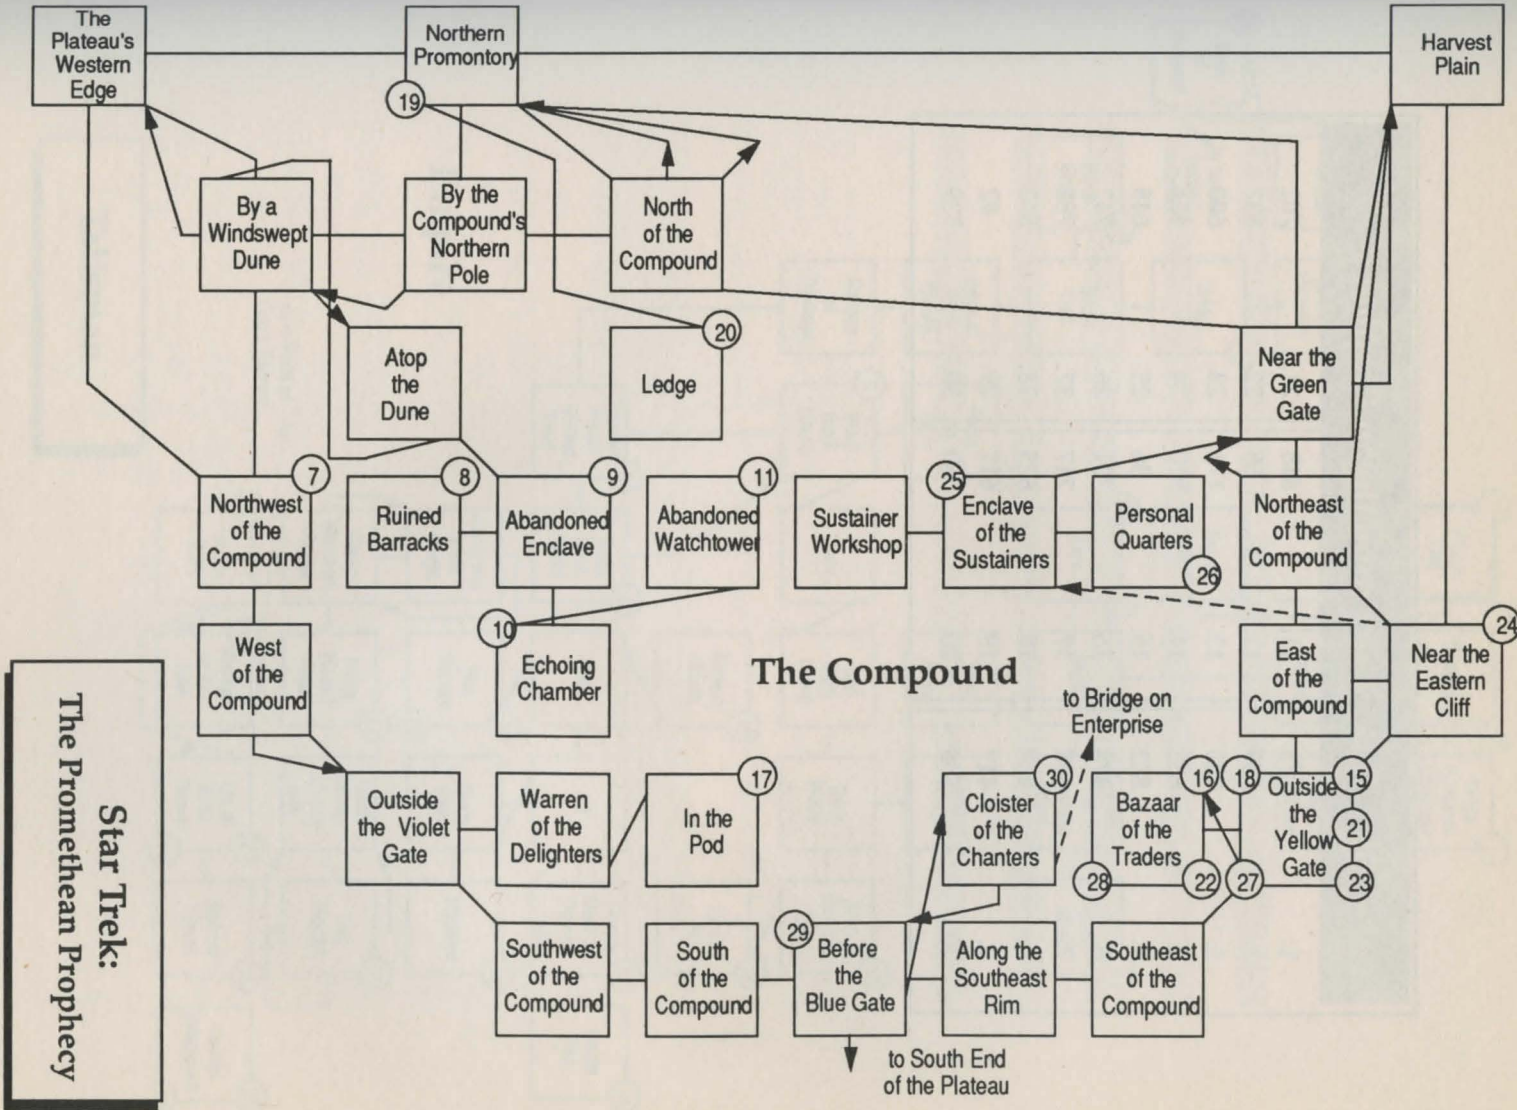 The
Plateau's
Western
Edge
Northern
Promontory
Harvest
Plain
19
By a
Windswept
Dune
By the
Compound's
Northern
Pole
North
of the
Compound
Atop
the
Dune
20
Ledge
Near the
Green
Gate
7
Northwest
of the
Compound
8
Ruined
Barracks
9
Abandoned
Enclave
11
Abandoned
Watchtower
Sustainer
Workshop
25
Enclave
of the
Sustainers
Personal
Quarters
26
Northeast
of the
Compound
West
of the
Compound
10
Echoing
Chamber
The Compound
East
of the
Compound
24
Near the
Eastern
Cliff
to Bridge on
Enterprise
Star Trek:
The Promethean Prophecy
Outside
the Violet
Gate
Warren
of the
Delighters
17
In the
Pod
30
Cloister
of the
Chanters
16
Bazaar
of the
Traders
28
22
18
27
15
Outside
the
Yellow
Gate
21
23
Southwest
of the
Compound
South
of the
Compound
29
Before
the
Blue Gate
Along the
Southeast
Rim
Southeast
of the
Compound
to South End
of the Plateau